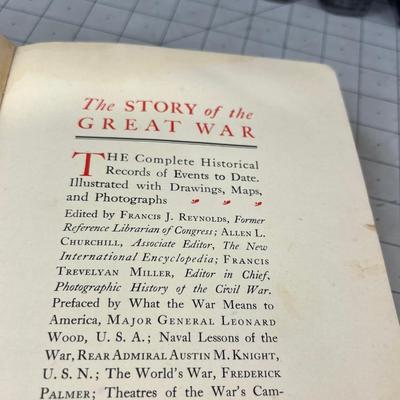 The STORY of the
GREAT WAR
THE Complete Historical
Records of Events to Date.
Illustrated with Drawings, Maps,
and Photographs
Edited by FRANCIS J. REYNOLDS, Former
Reference Librarian of Congress; ALLEN L.
CHURCHILL, Associate Editor, The New
International Encyclopedia; FRANCIS
TREVELYAN MILLER, Editor in Chief,
Photographic History of the Civil War.
Prefaced by What the War Means to
America, MAJOR GENERAL LEONARD
WOOD, U. S. A.; Naval Lessons of the
War, REAR ADMIRAL AUSTIN M. KNIGHT,
U. S. N.; The World's War, FREDERICK
PALMER; Theatres of the War's Cam-